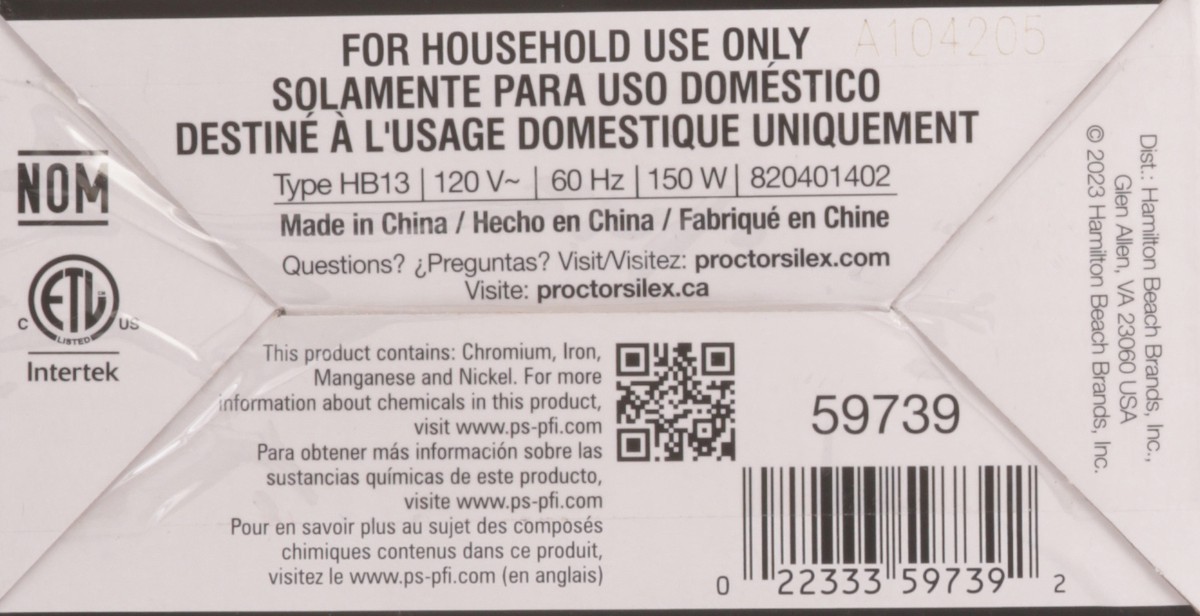 A104205
FOR HOUSEHOLD USE ONLY
SOLAMENTE PARA USO DOMÉSTICO
DESTINÉ À L'USAGE DOMESTIQUE UNIQUEMENT
Type HB13 | 120 V~ | 60 Hz | 150 W | 820401402
Made in China / Hecho en China / Fabriqué en Chine
Questions? ¿Preguntas? Visit/Visitez: proctorsilex.com
Visite: proctorsilex.ca
NOM
ETL
LISTED
C US
Intertek
This product contains: Chromium, Iron,
Manganese and Nickel. For more
information about chemicals in this product,
visit www.ps-pfi.com
Para obtener más información sobre las
sustancias químicas de este producto,
visite www.ps-pfi.com
Pour en savoir plus au sujet des composés
chimiques contenus dans ce produit,
visitez le www.ps-pfi.com (en anglais)
59739
0 22333 59739 2
Dist.: Hamilton Beach Brands, Inc.,
Glen Allen, VA 23060 USA
© 2023 Hamilton Beach Brands, Inc.